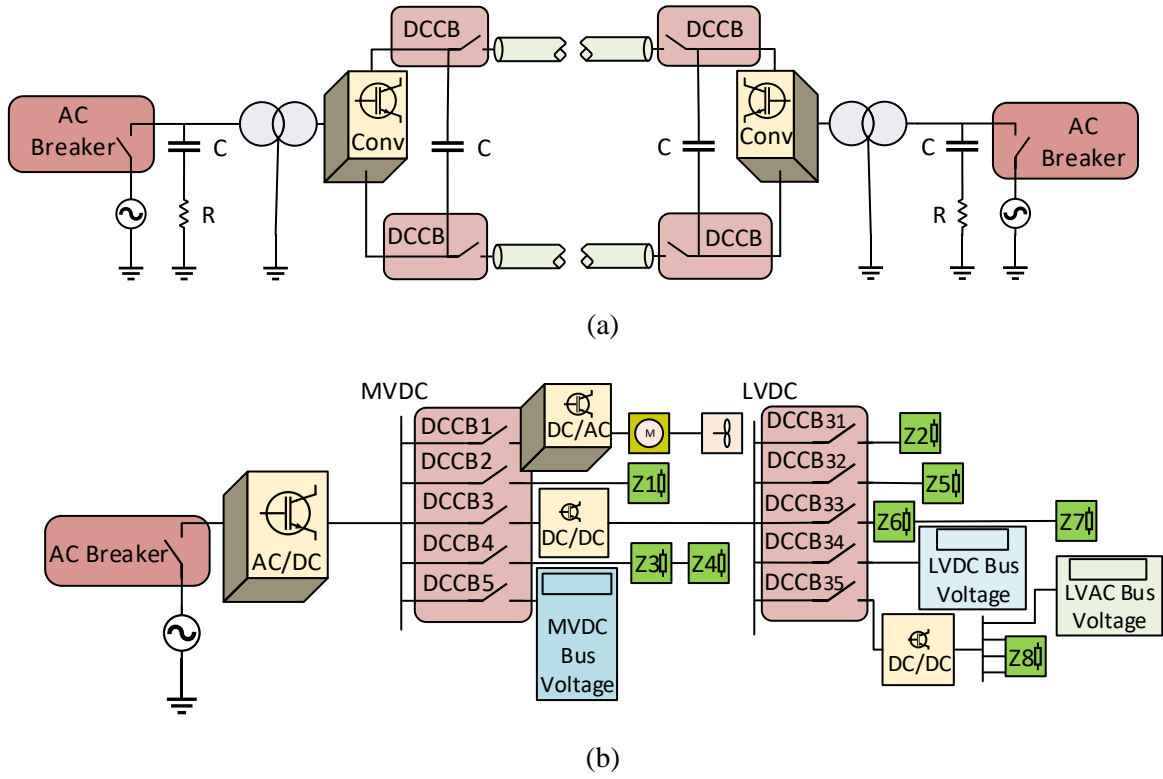 DCCB
DCCB
AC
Breaker
C
R
Conv
C
C
Conv
C
R
AC
Breaker
DCCB
DCCB
(a)
MVDC
LVDC
DCCB1
DCCB2
DCCB3
DCCB4
DCCB5
DC/AC
M
Z1
DC/DC
Z3
Z4
MVDC
Bus
Voltage
AC Breaker
AC/DC
DCCB31
DCCB32
DCCB33
DCCB34
DCCB35
Z2
Z5
Z6
Z7
LVDC Bus
Voltage
LVAC Bus
Voltage
DC/DC
Z8
(b)